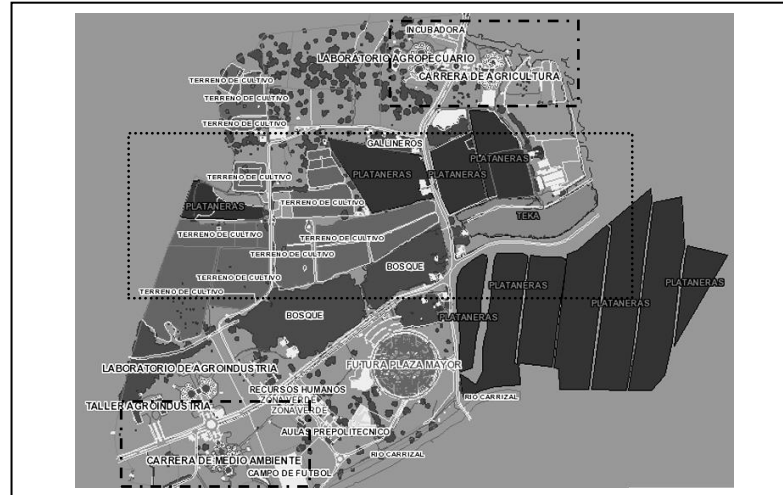 INCUBADORA
LABORATORIO AGROPECUARIO
CARRERA DE AGRICULTURA
TERRENO DE CULTIVO
TERRENO DE CULTIVO
TERRENO DE CULTIVO
GALLINEROS
PLATANERAS
TERRENO DE CULTIVO
PLATANERAS
PLATANERAS
PLATANERAS
TEKA
TERRENO DE CULTIVO
TERRENO DE CULTIVO
TERRENO DE CULTIVO
BOSQUE
TERRENO DE CULTIVO
PLATANERAS
TERRENO DE CULTIVO
PLATANERAS
PLATANERAS
BOSQUE
PLATANERAS
FUTURA PLAZA MAYOR
LABORATORIO DE AGROINDUSTRIA
RECURSOS HUMANOS
ZONA VERDE
RIO CARRIZAL
TALLER AGROINDUSTRIA
ZONA VERDE
AULAS PREPOLITECNICO
RIO CARRIZAL
CARRERA DE MEDIO AMBIENTE
CAMPO DE FUTBOL